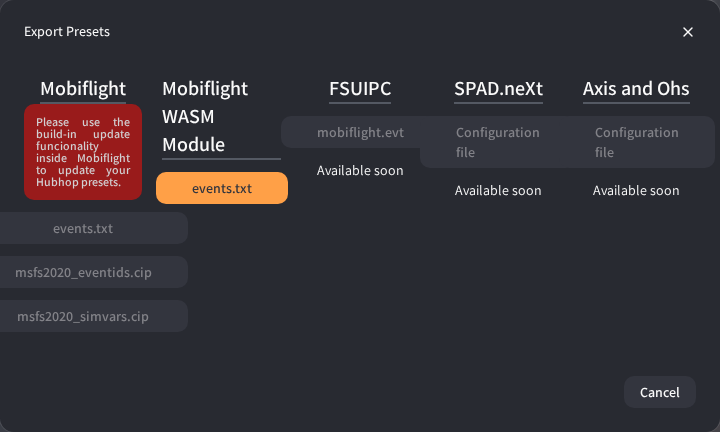 Export Presets
Mobiflight
Please use the
build-in update
funcionality
inside Mobiflight
to update your
Hubhop presets.
events.txt
msfs2020_eventids.cip
msfs2020_simvars.cip
Mobiflight
WASM
Module
events.txt
FSUIPC
mobiflight.evt
Available soon
SPAD.neXt
Configuration
file
Available soon
Axis and Ohs
Configuration
file
Available soon
Cancel